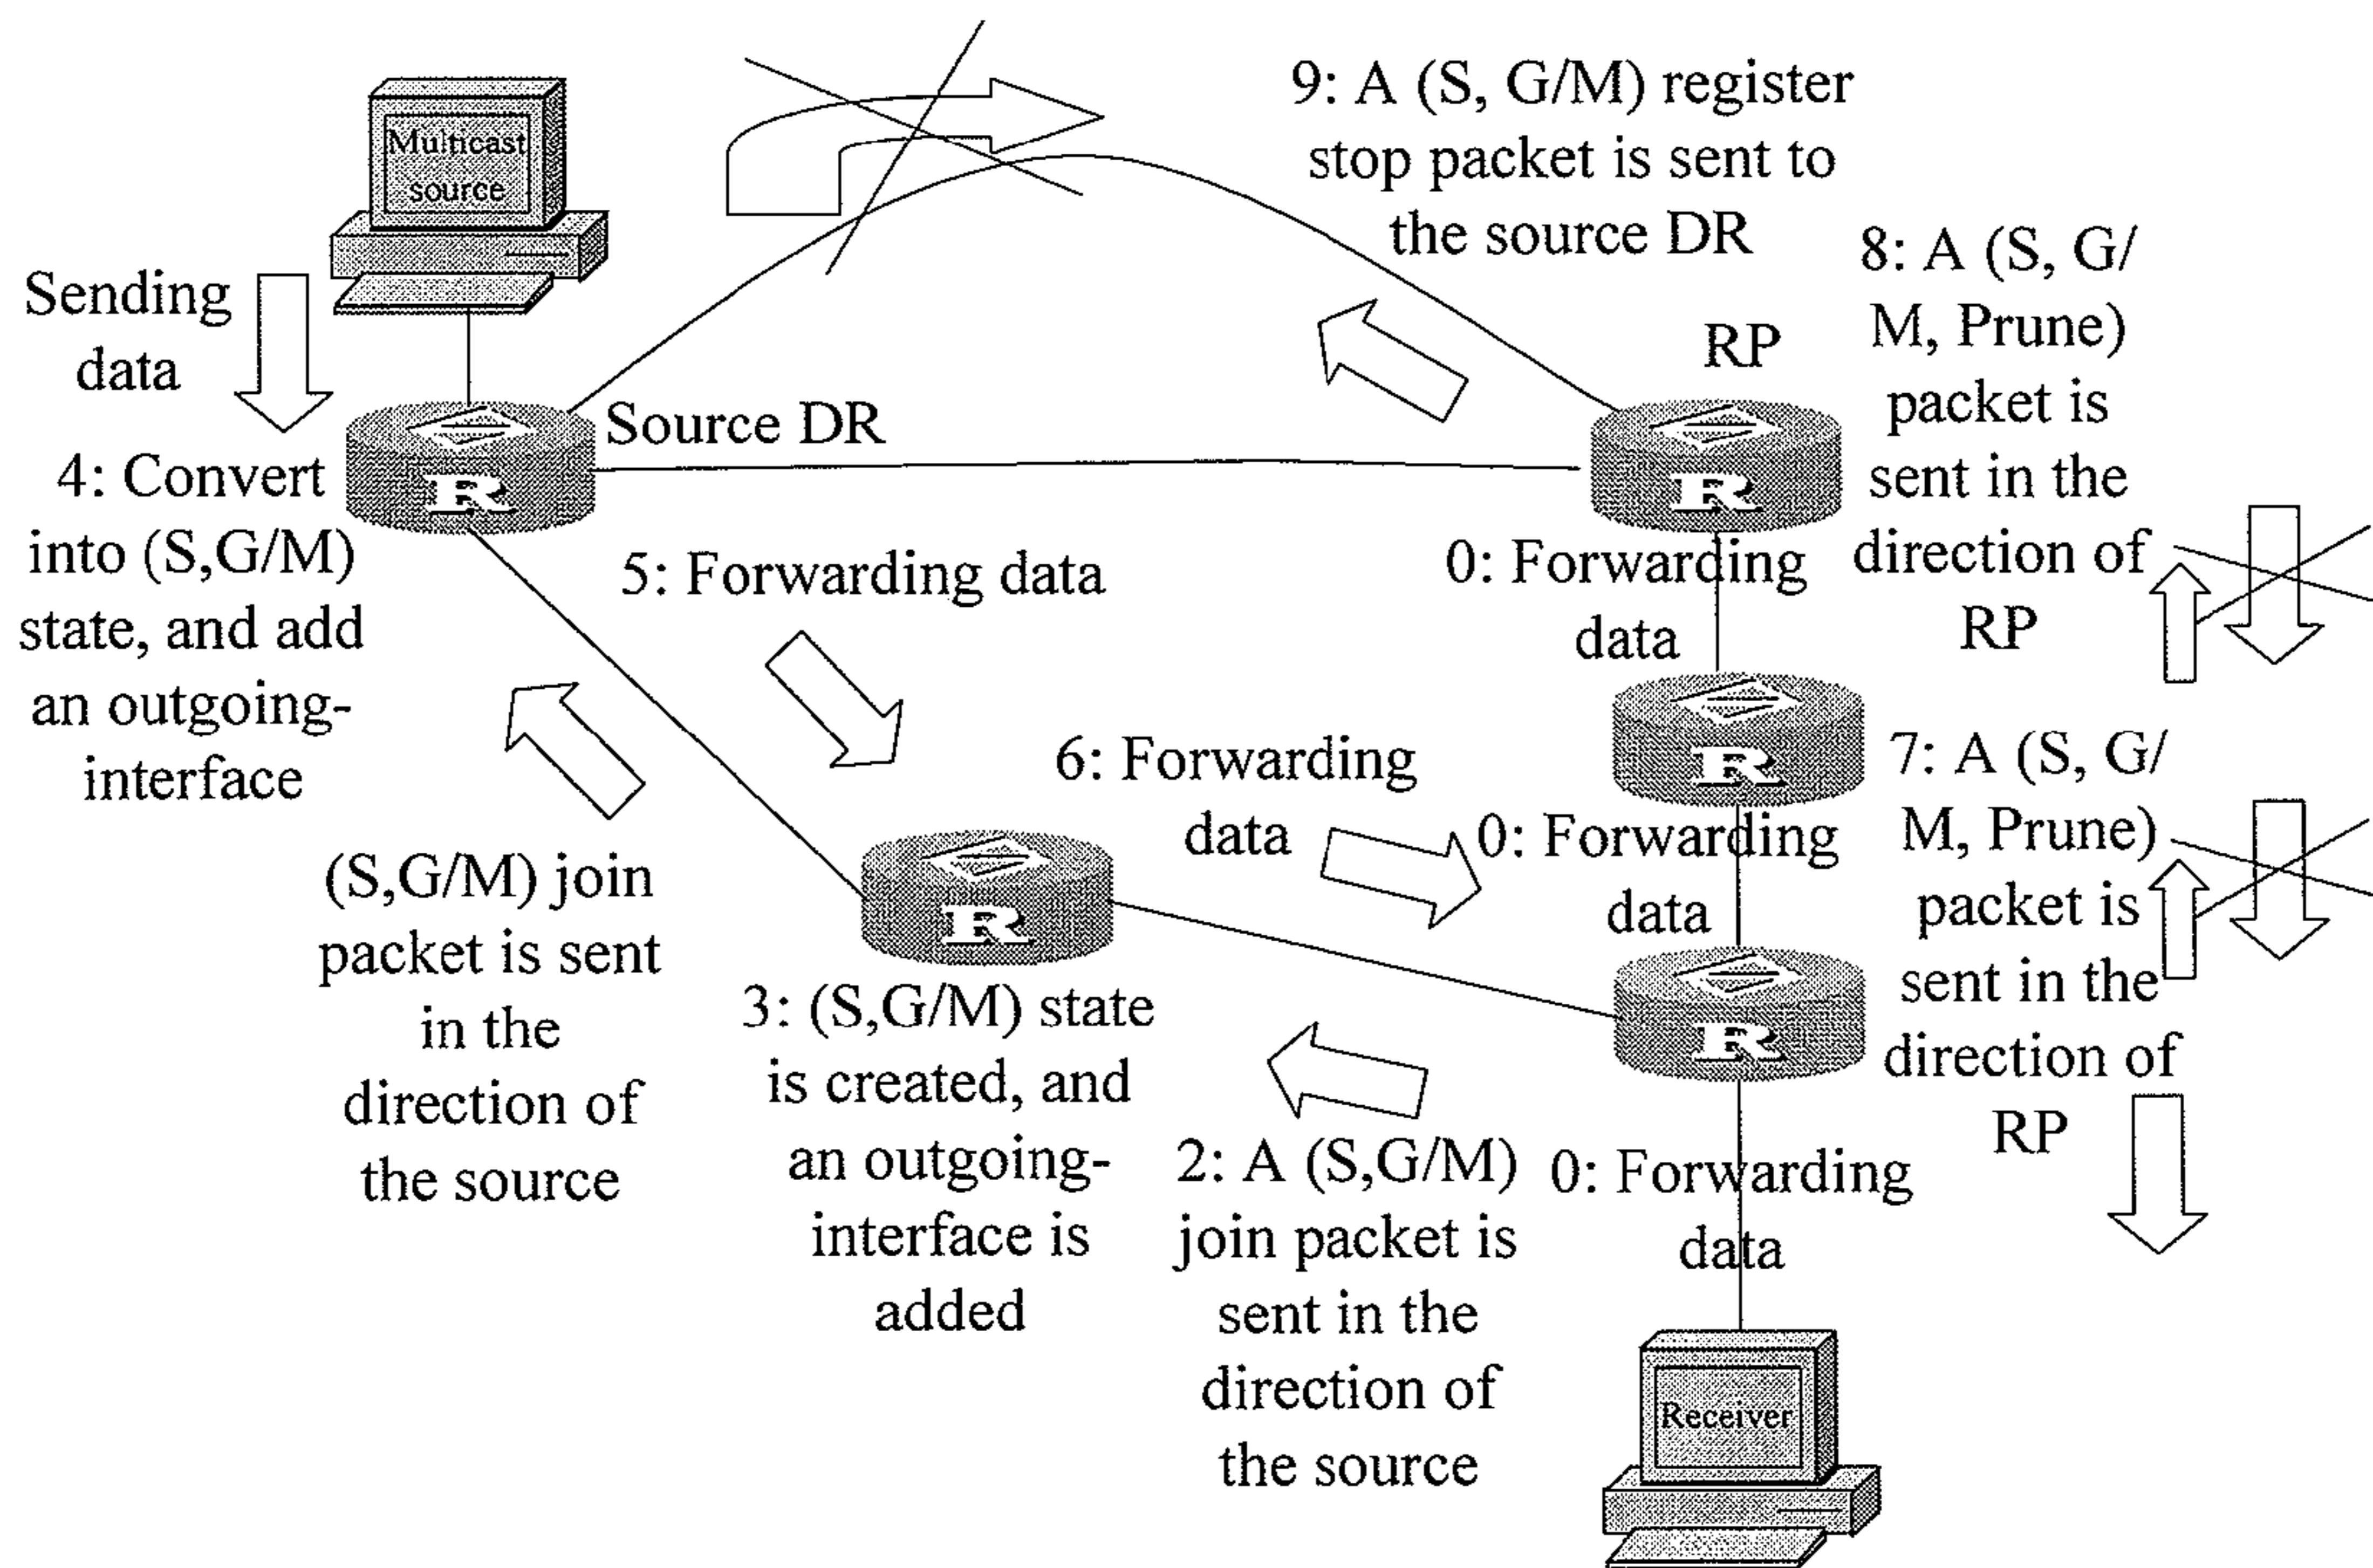 Multicast
source
Sending
data
Source DR
4: Convert
into (S,G/M)
state, and add
an outgoing-
interface
9: A (S, G/M) register
stop packet is sent to
the source DR
RP
8: A (S, G/
M, Prune)
packet is
sent in the
direction of
RP
0: Forwarding
data
5: Forwarding data
6: Forwarding
data
0: Forwarding
data
7: A (S, G/
M, Prune)
packet is
sent in the
direction of
RP
(S,G/M) join
packet is sent
in the
direction of
the source
3: (S,G/M) state
is created, and
an outgoing-
interface is
added
2: A (S,G/M)
join packet is
sent in the
direction of
the source
0: Forwarding
data
Receiver
R
R
R
R
R